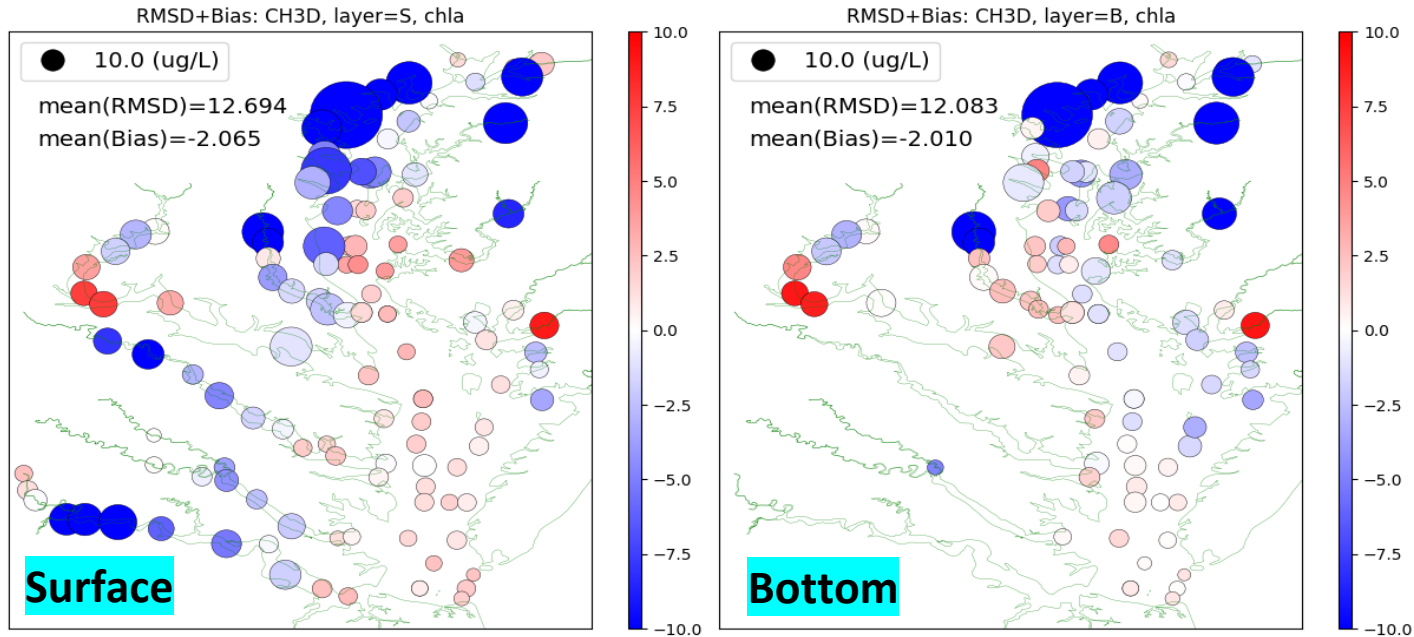 RMSD+Bias: CH3D, layer=S, chla
10.0 (ug/L)
mean(RMSD)=12.694
mean(Bias)=-2.065
Surface
10.0
7.5
5.0
2.5
0.0
−2.5
−5.0
−7.5
−10.0
RMSD+Bias: CH3D, layer=B, chla
10.0 (ug/L)
mean(RMSD)=12.083
mean(Bias)=-2.010
Bottom
10.0
7.5
5.0
2.5
0.0
−2.5
−5.0
−7.5
−10.0